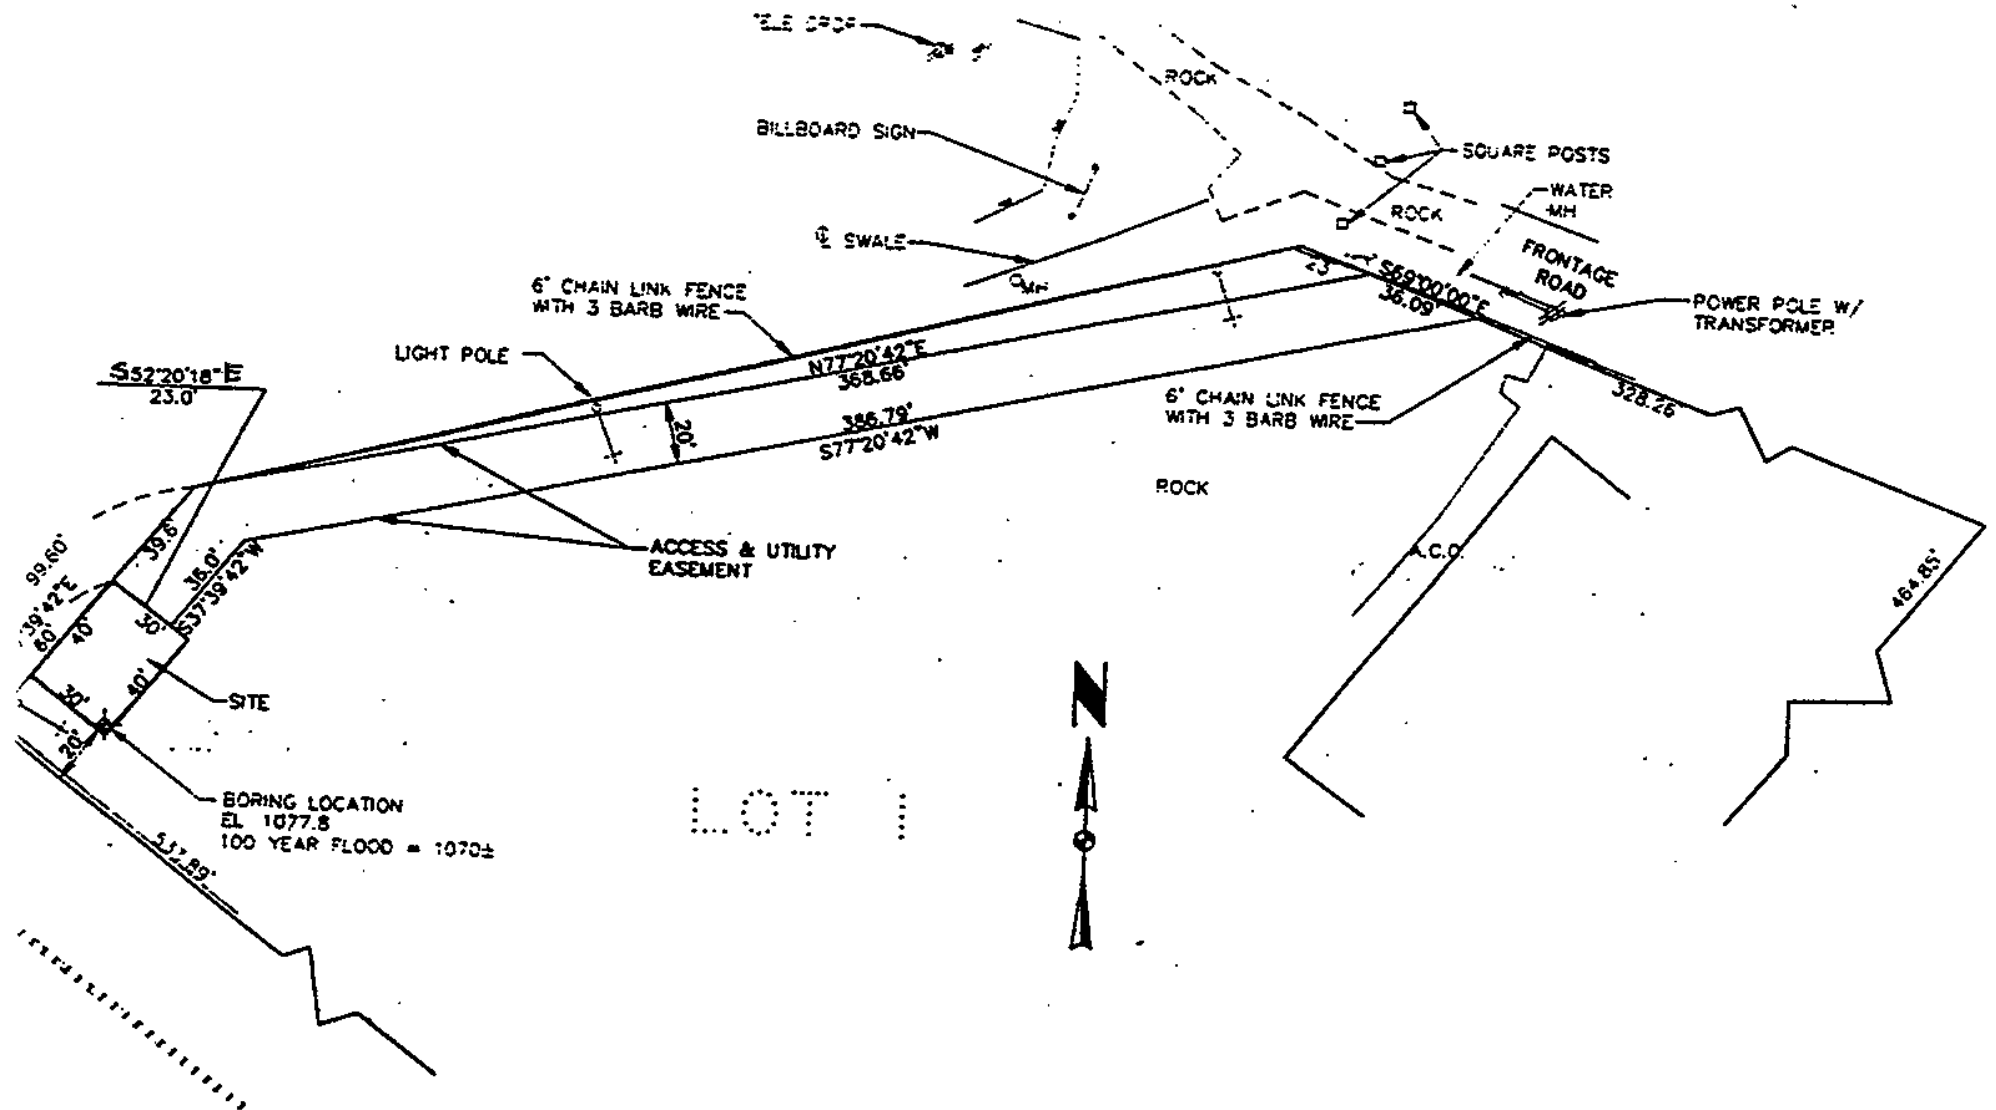 TELE DROP
ROCK
BILLBOARD SIGN
SQUARE POSTS
WATER
MH
ROCK
℄ SWALE
FRONTAGE
ROAD
MH
6" CHAIN LINK FENCE
WITH 3 BARB WIRE
S69°00'00"E
36.09'
POWER POLE W/
TRANSFORMER
LIGHT POLE
N77°20'42"E
368.66'
S52°20'18"E
23.0'
6" CHAIN LINK FENCE
WITH 3 BARB WIRE
328.26'
20'
386.79'
S77°20'42"W
ROCK
ACCESS & UTILITY
EASEMENT
A.C.O.
39.6'
36.0'
S37°39'42"W
99.60'
39'42"E
60'
40'
30'
464.85'
30'
40'
SITE
N
20'
BORING LOCATION
EL 1077.8
100 YEAR FLOOD = 1070±
LOT 1